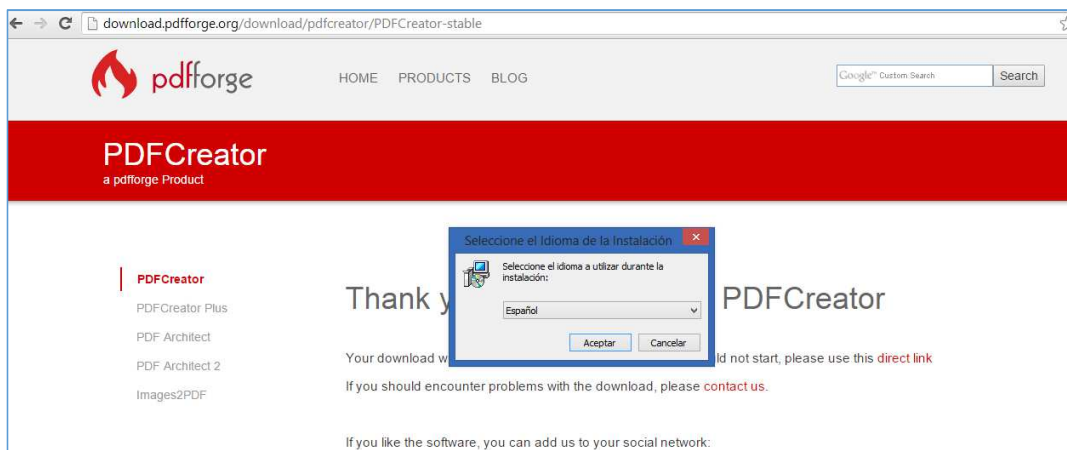 download.pdfforge.org/download/pdfcreator/PDFCreator-stable
pdfforge
HOME PRODUCTS BLOG
Google™ Custom Search
Search
PDFCreator
a pdfforge Product
Seleccione el Idioma de la Instalación
Seleccione el idioma a utilizar durante la
instalación:
Español
Aceptar Cancelar
PDFCreator
PDFCreator Plus
PDF Architect
PDF Architect 2
Images2PDF
Thank y PDFCreator
Your download w ld not start, please use this direct link
If you should encounter problems with the download, please contact us.
If you like the software, you can add us to your social network: